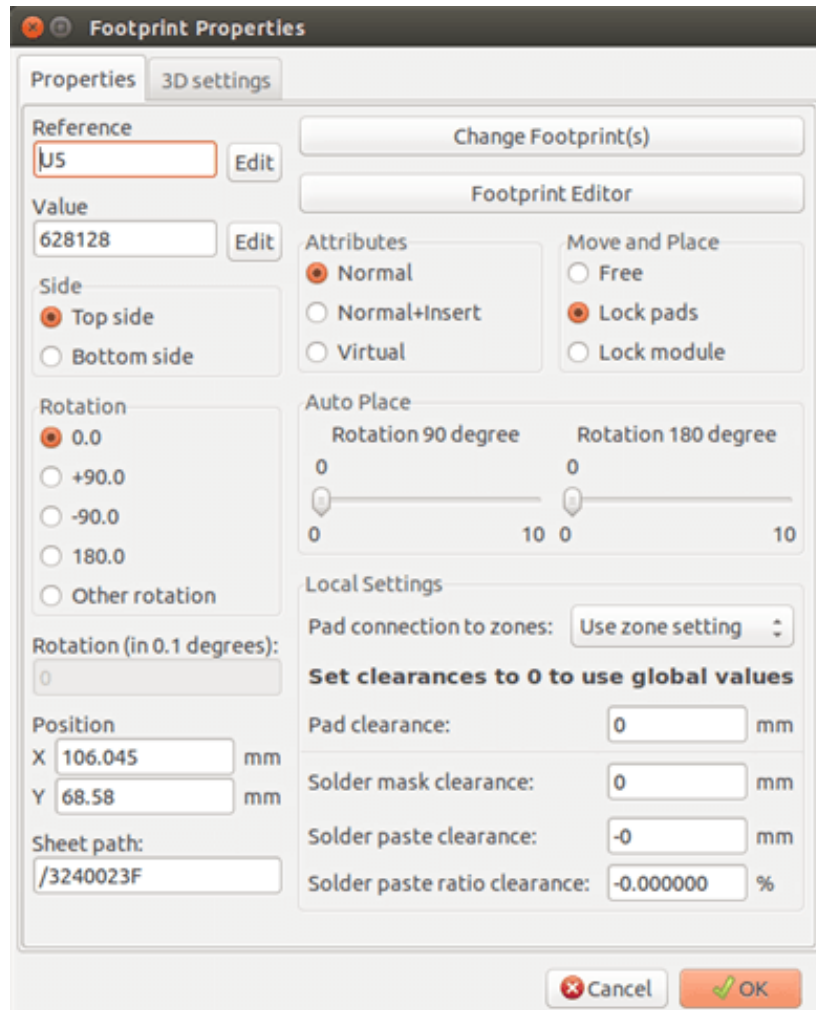 Footprint Properties
Properties
3D settings
Reference
U5
Edit
Value
628128
Edit
Side
Top side
Bottom side
Rotation
0.0
+90.0
-90.0
180.0
Other rotation
Rotation (in 0.1 degrees):
0
Position
X 106.045 mm
Y 68.58 mm
Sheet path:
/3240023F
Change Footprint(s)
Footprint Editor
Attributes
Normal
Normal+Insert
Virtual
Move and Place
Free
Lock pads
Lock module
Auto Place
Rotation 90 degree
0
0 10
Rotation 180 degree
0
0 10
Local Settings
Pad connection to zones: Use zone setting
Set clearances to 0 to use global values
Pad clearance: 0 mm
Solder mask clearance: 0 mm
Solder paste clearance: -0 mm
Solder paste ratio clearance: -0.000000 %
Cancel
OK